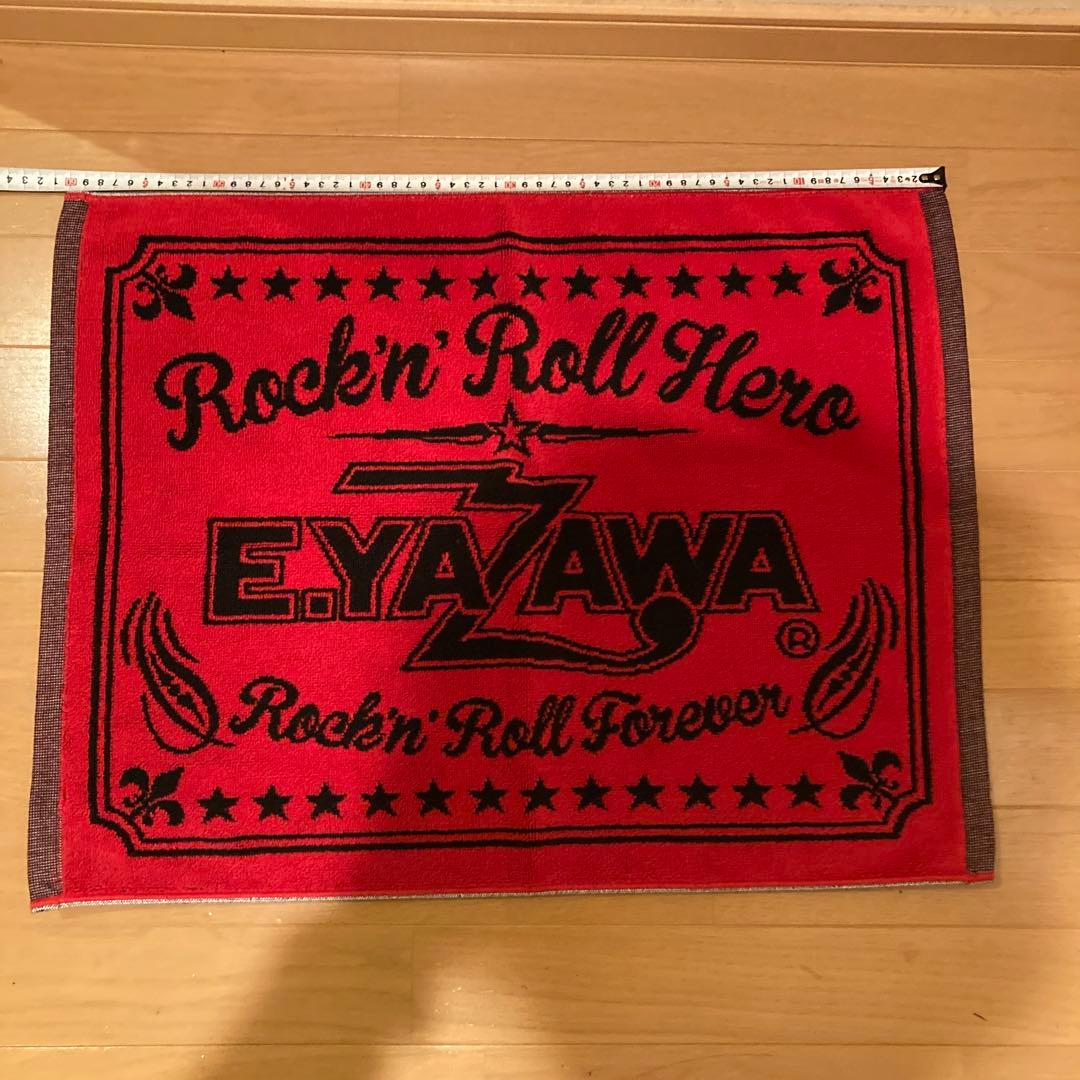 Rock'n' Roll Hero
E.YAZAWA
®
Rock'n' Roll Forever